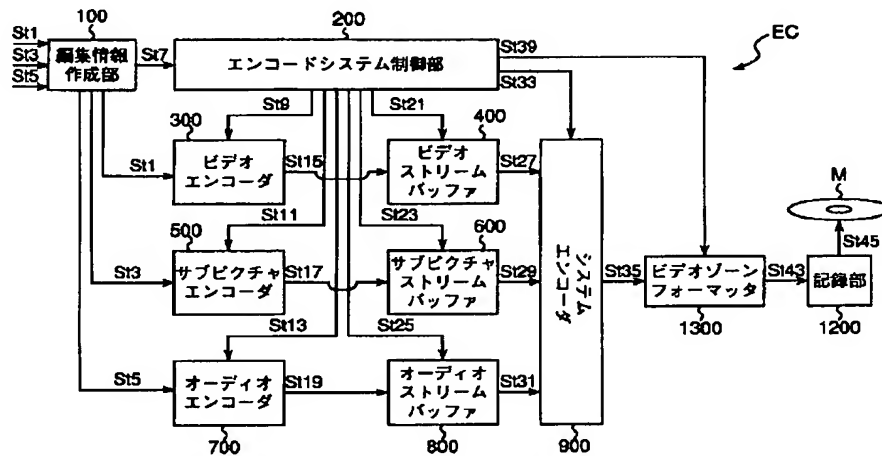 100
200
EC
St1
St3
St5
編集情報
作成部
St7
エンコードシステム制御部
St39
St33
St9
St21
300
400
St1
ビデオ
エンコーダ
St15
ビデオ
ストリーム
バッファ
St27
M
St11
St23
St45
500
600
St3
サブピクチャ
エンコーダ
St17
サブピクチャ
ストリーム
バッファ
St29
システム
エンコーダ
St35
ビデオゾーン
フォーマッタ
St43
記録部
1300
1200
St13
St25
St5
オーディオ
エンコーダ
St19
オーディオ
ストリーム
バッファ
St31
700
800
900